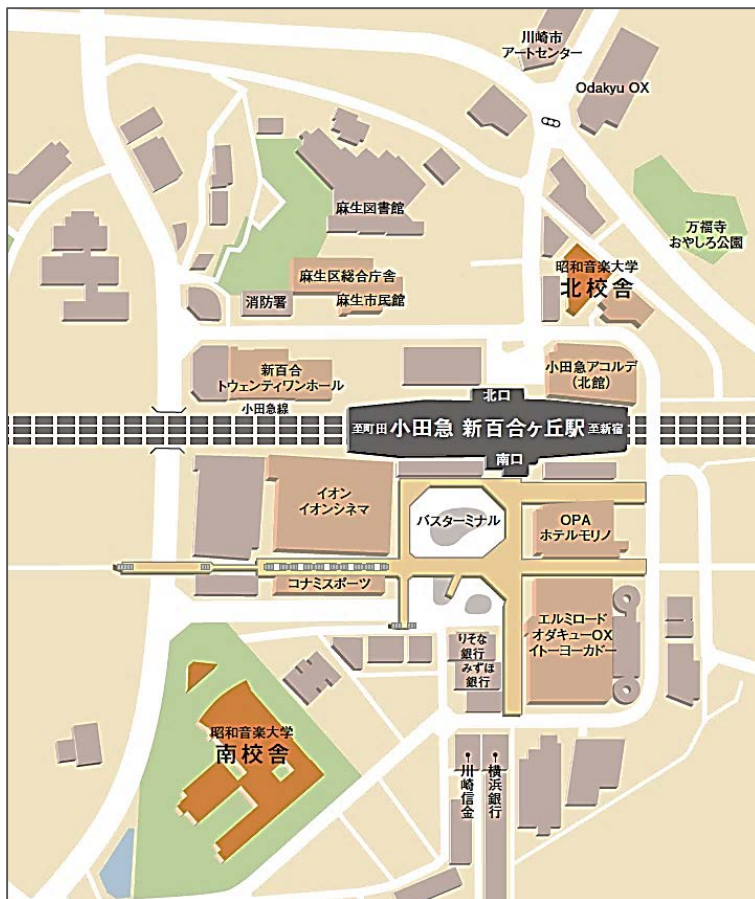 川崎市
アートセンター
Odakyu OX
麻生図書館
万福寺
おやしろ公園
昭和音楽大学
北校舎
麻生区総合庁舎
消防署
麻生市民館
新百合
トウェンティワンホール
小田急アコルデ
(北館)
小田急線
北口
至町田
小田急 新百合ヶ丘駅
至新宿
南口
イオン
イオンシネマ
バスターミナル
OPA
ホテルモリノ
コナミスポーツ
エルミロード
オダキューOX
イトーヨーカドー
りそな
銀行
みずほ
銀行
昭和音楽大学
南校舎
川崎信金
横浜銀行